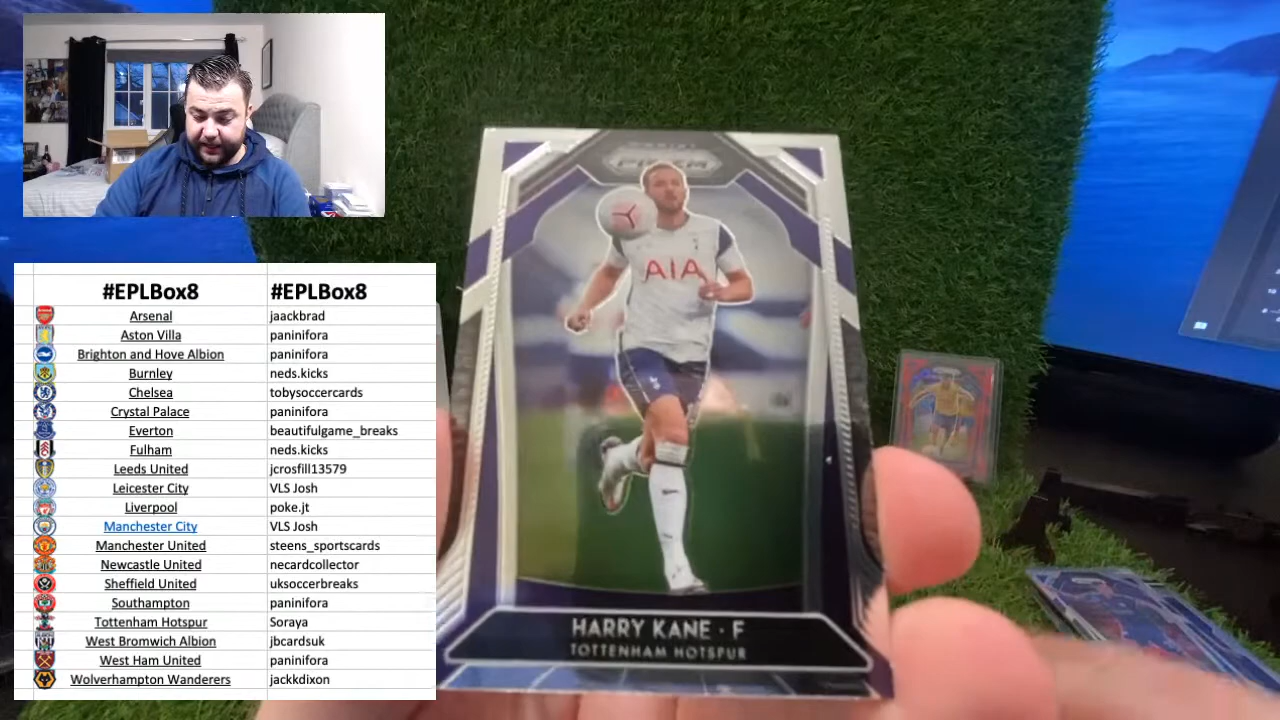 #EPLBox8 #EPLBox8
Arsenal jaackbrad
Aston Villa paninifora
Brighton and Hove Albion paninifora
Burnley neds.kicks
Chelsea tobysoccercards
Crystal Palace paninifora
Everton beautifulgame_breaks
Fulham neds.kicks
Leeds United jcrosfill13579
Leicester City VLS Josh
Liverpool poke.jt
Manchester City VLS Josh
Manchester United steens_sportscards
Newcastle United necardcollector
Sheffield United uksoccerbreaks
Southampton paninifora
Tottenham Hotspur Soraya
West Bromwich Albion jbcardsuk
West Ham United paninifora
Wolverhampton Wanderers jackkdixon
PANINI
PRIZM
AIA
HARRY KANE · F
TOTTENHAM HOTSPUR